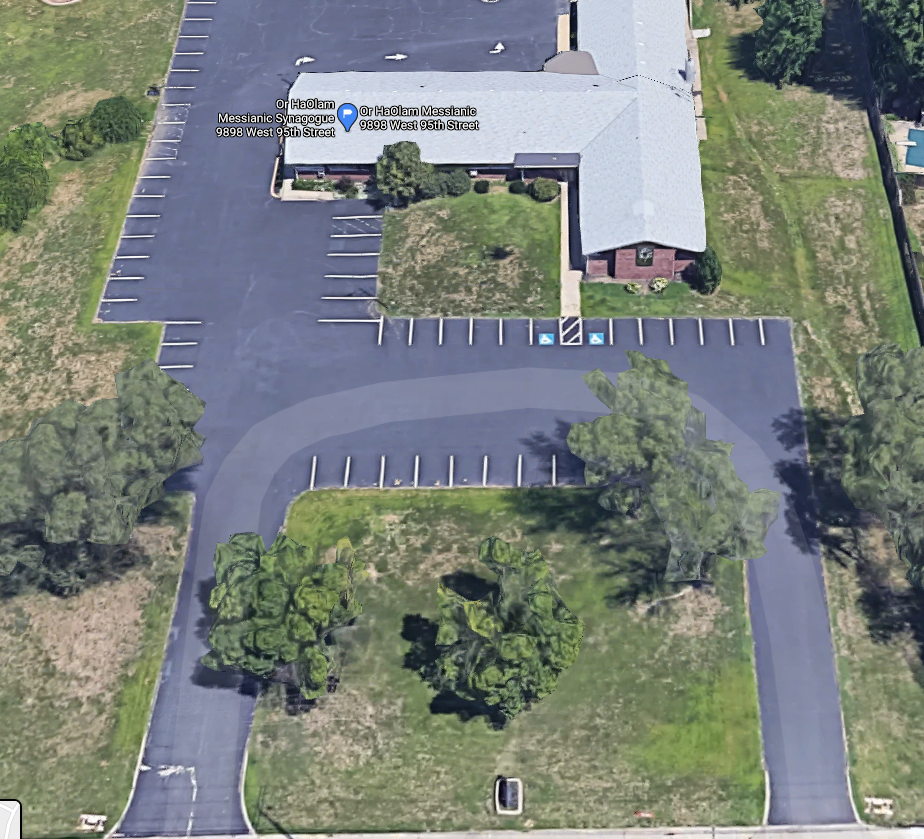 Or HaOlam
Messianic Synagogue
9898 West 95th Street
Or HaOlam Messianic
9898 West 95th Street